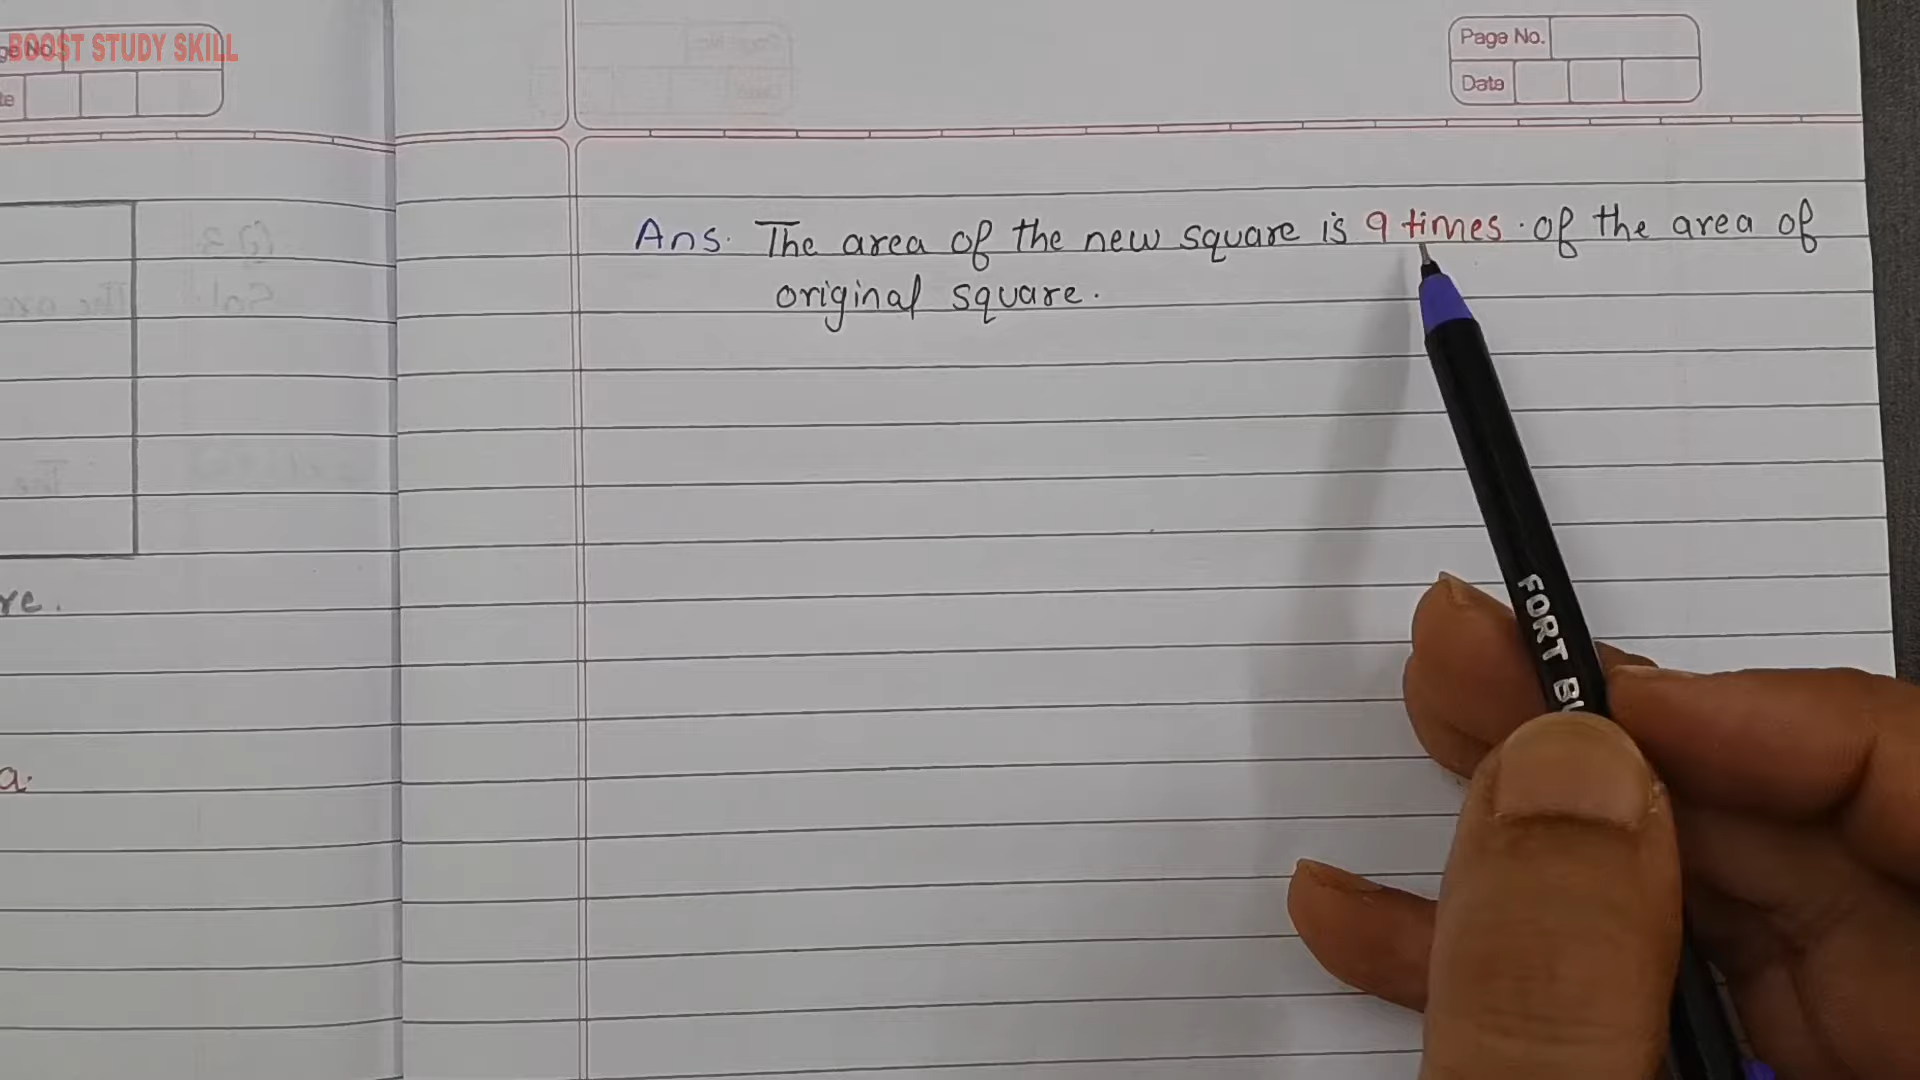 BOOST STUDY SKILL
Page No.
Date
Ans. The area of the new square is 9 times. of the area of
original square.
re.
a.
FORT